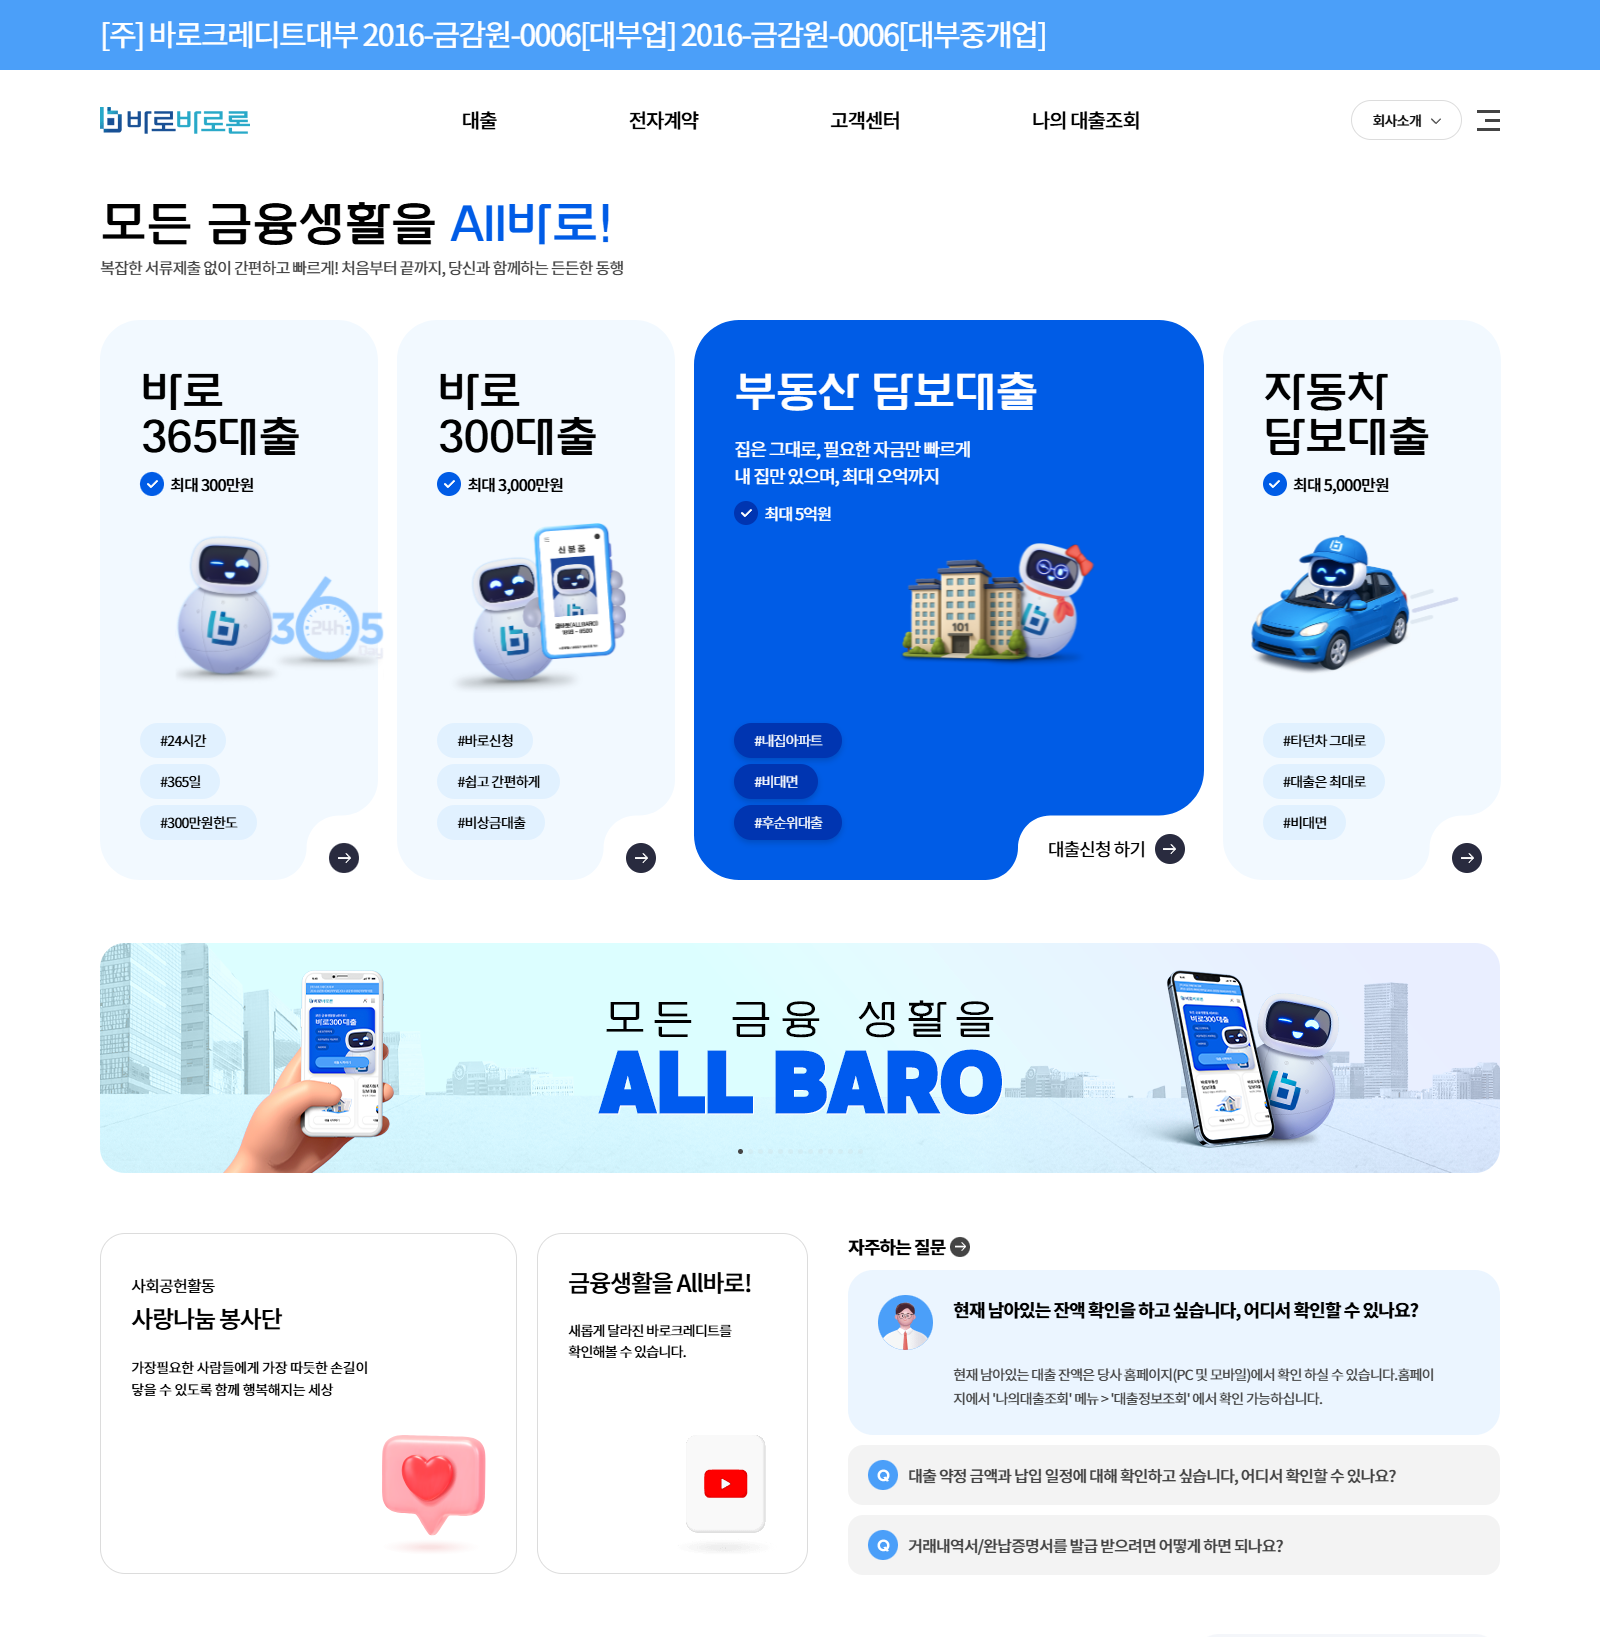 [주] 바로크레디트대부 2016-금감원-0006[대부업] 2016-금감원-0006[대부중개업]
바로바로론
대출
전자계약
고객센터
나의 대출조회
회사소개
모든 금융생활을 All바로!
복잡한 서류제출 없이 간편하고 빠르게! 처음부터 끝까지, 당신과 함께하는 든든한 동행
바로
365대출
최대 300만원
365
24h
Day
#24시간
#365일
#300만원한도
바로
300대출
최대 3,000만원
신분증
#바로신청
#쉽고 간편하게
#비상금대출
부동산 담보대출
집은 그대로, 필요한 자금만 빠르게
내 집만 있으며, 최대 오억까지
최대 5억원
101
#내집아파트
#비대면
#후순위대출
대출신청 하기
자동차
담보대출
최대 5,000만원
#타던차 그대로
#대출은 최대로
#비대면
바로300대출
모든 금융 생활을
ALL BARO
바로300대출
사회공헌활동
사랑나눔 봉사단
가장필요한 사람들에게 가장 따듯한 손길이
닿을 수 있도록 함께 행복해지는 세상
금융생활을 All바로!
새롭게 달라진 바로크레디트를
확인해볼 수 있습니다.
자주하는 질문
현재 남아있는 잔액 확인을 하고 싶습니다, 어디서 확인할 수 있나요?
현재 남아있는 대출 잔액은 당사 홈페이지(PC 및 모바일)에서 확인 하실 수 있습니다.홈페이
지에서 '나의대출조회' 메뉴 > '대출정보조회' 에서 확인 가능하십니다.
Q 대출 약정 금액과 납입 일정에 대해 확인하고 싶습니다, 어디서 확인할 수 있나요?
Q 거래내역서/완납증명서를 발급 받으려면 어떻게 하면 되나요?